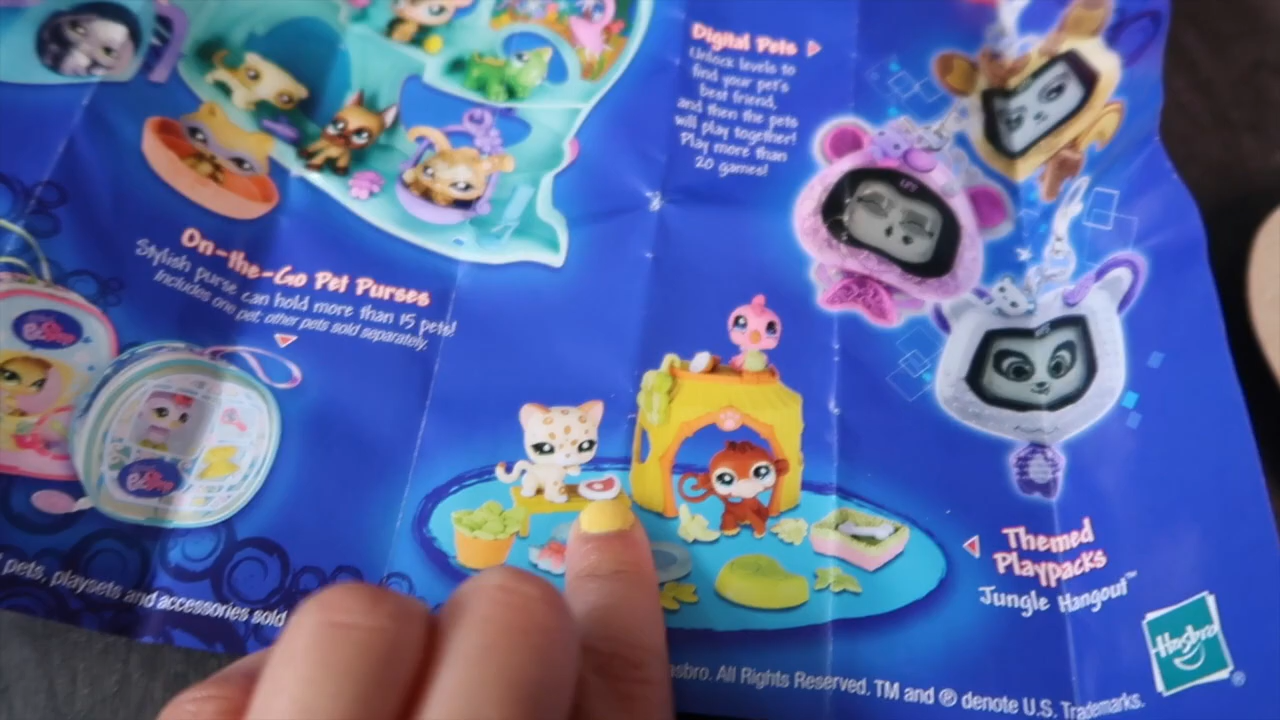 Digital Pets
Unlock levels to
find your pet's
best friend,
and then the pets
will play together!
Play more than
20 games!
On-the-Go Pet Purses
Stylish purse can hold more than 15 pets!
Includes one pet, other pets sold separately.
Themed
Playpacks
Jungle Hangout™
pets, playsets and accessories sold
Hasbro
®
sbro. All Rights Reserved. TM and ® denote U.S. Trademarks.